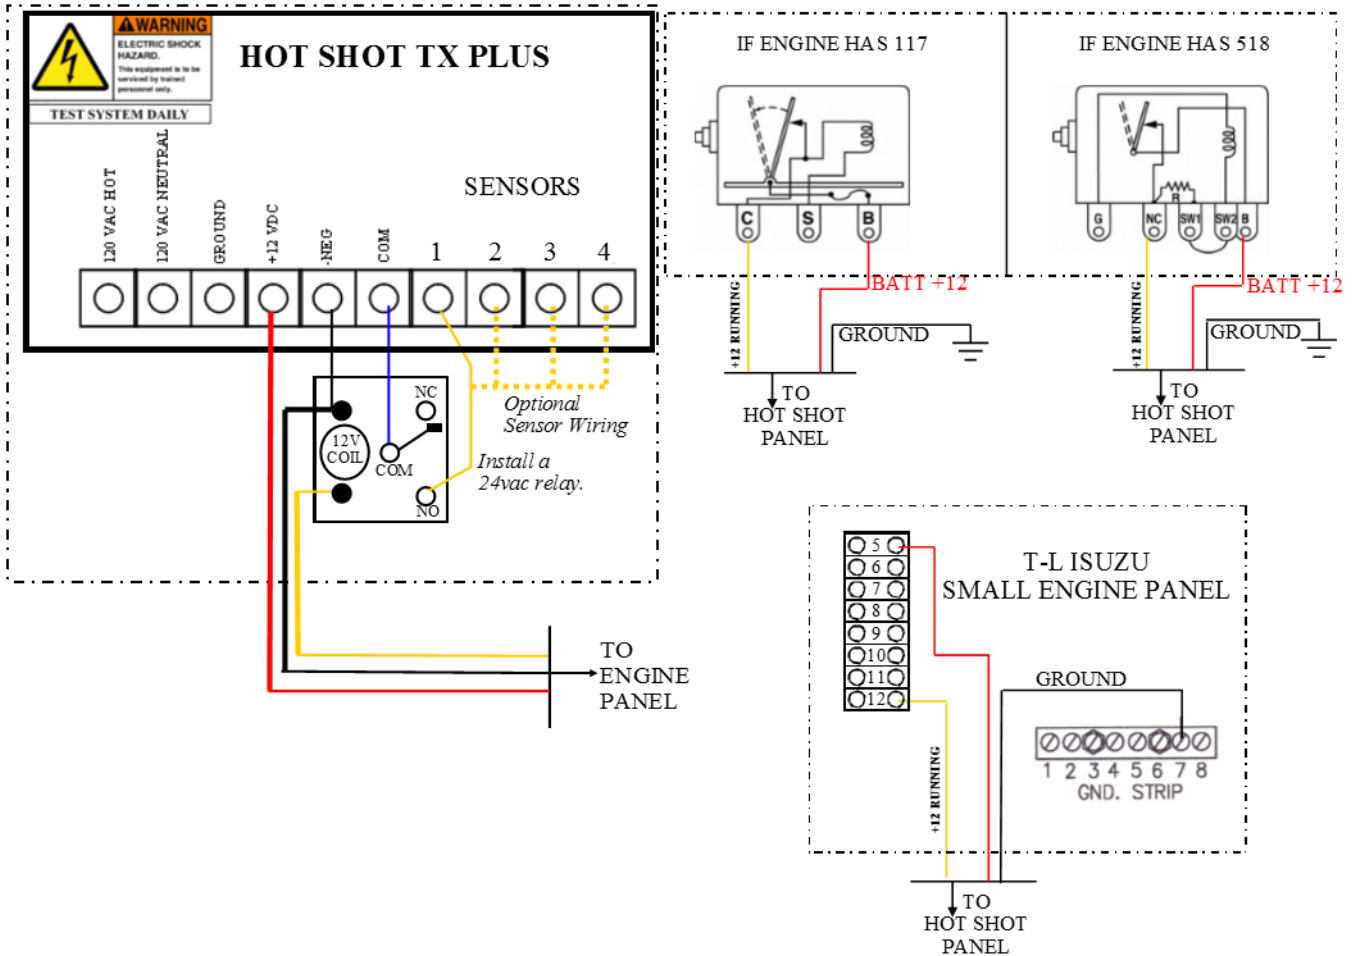 WARNING
ELECTRIC SHOCK
HAZARD.
This equipment is to be
serviced by trained
personnel only.
TEST SYSTEM DAILY
HOT SHOT TX PLUS
SENSORS
120 VAC HOT
120 VAC NEUTRAL
GROUND
+12 VDC
-NEG
COM
1
2
3
4
NC
12V
COIL
COM
NO
Optional
Sensor Wiring
Install a
24vac relay.
TO
ENGINE
PANEL
IF ENGINE HAS 117
C
S
B
BATT +12
+12 RUNNING
GROUND
TO
HOT SHOT
PANEL
IF ENGINE HAS 518
R
G
NC
SW1
SW2
B
BATT +12
+12 RUNNING
GROUND
TO
HOT SHOT
PANEL
T-L ISUZU
SMALL ENGINE PANEL
5
6
7
8
9
10
11
12
GROUND
+12 RUNNING
1 2 3 4 5 6 7 8
GND. STRIP
TO
HOT SHOT
PANEL